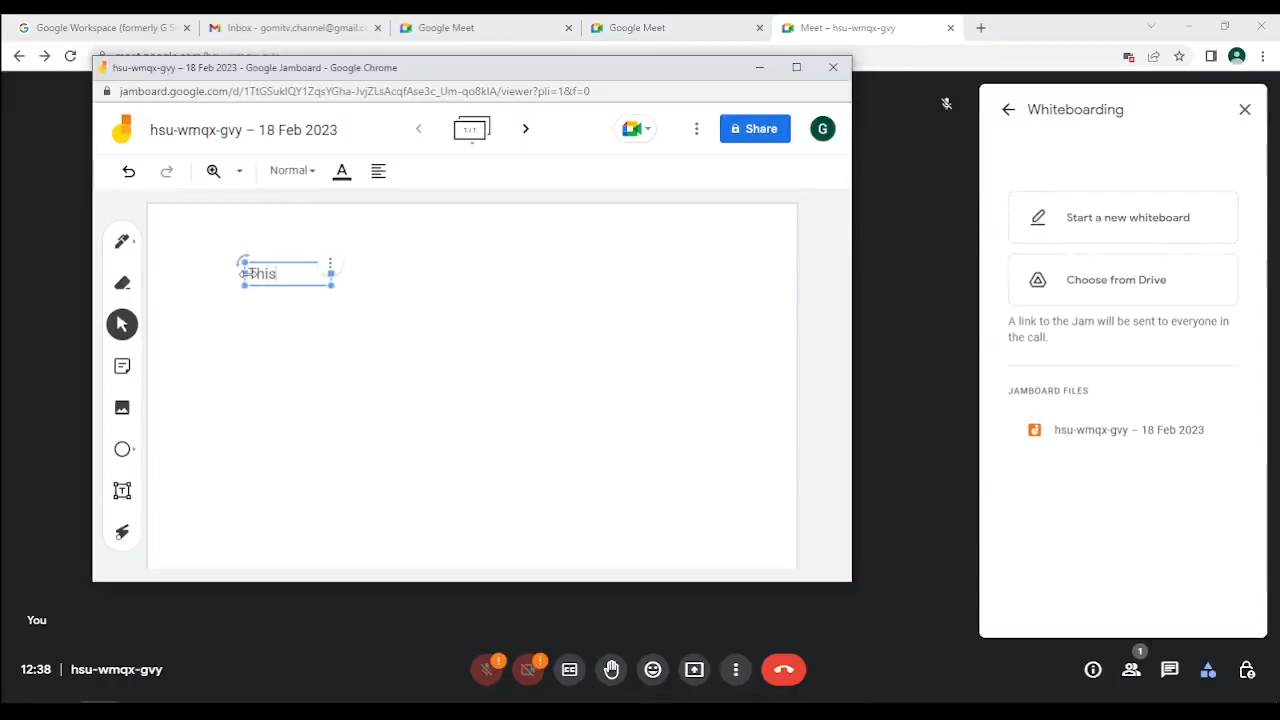 Google Workspace (formerly G S
Inbox - gomitv.channel@gmail.c
Google Meet
Google Meet
Meet – hsu-wmqx-gvy
hsu-wmqx-gvy – 18 Feb 2023 - Google Jamboard - Google Chrome
jamboard.google.com/d/1TtGSukIQY1ZqsYGha-JvjZLsAcqfAse3c_Um-qo8kIA/viewer?pli=1&f=0
hsu-wmqx-gvy – 18 Feb 2023
1 / 1
Share
G
Normal
A
This
T
Whiteboarding
Start a new whiteboard
Choose from Drive
A link to the Jam will be sent to everyone in
the call.
JAMBOARD FILES
hsu-wmqx-gvy – 18 Feb 2023
You
12:38 | hsu-wmqx-gvy
1